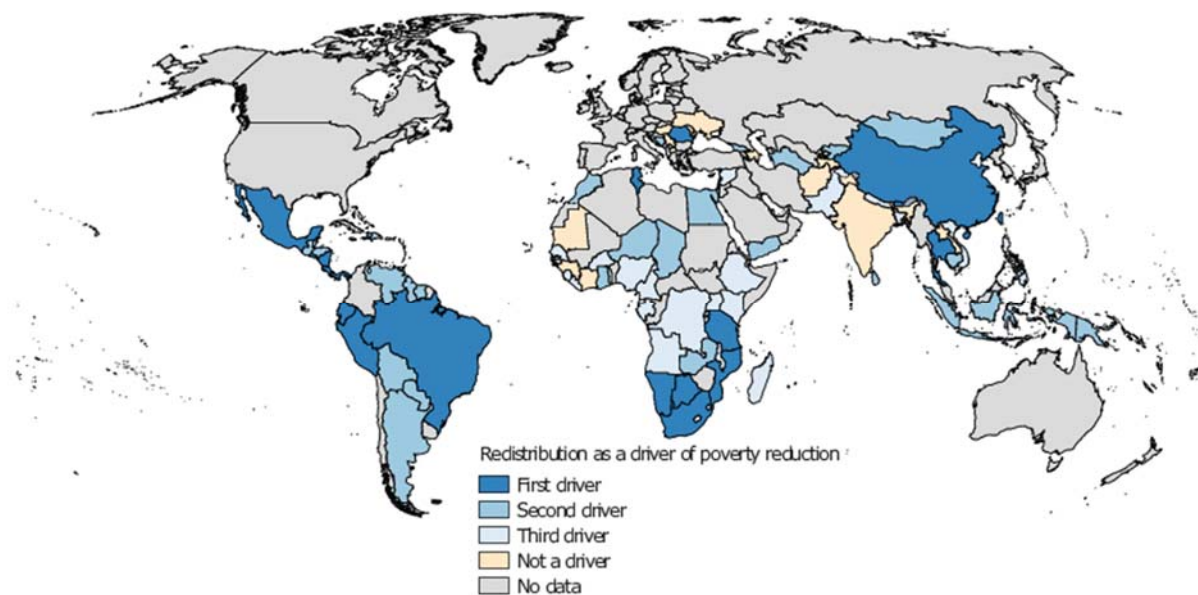 Redistribution as a driver of poverty reduction
First driver
Second driver
Third driver
Not a driver
No data